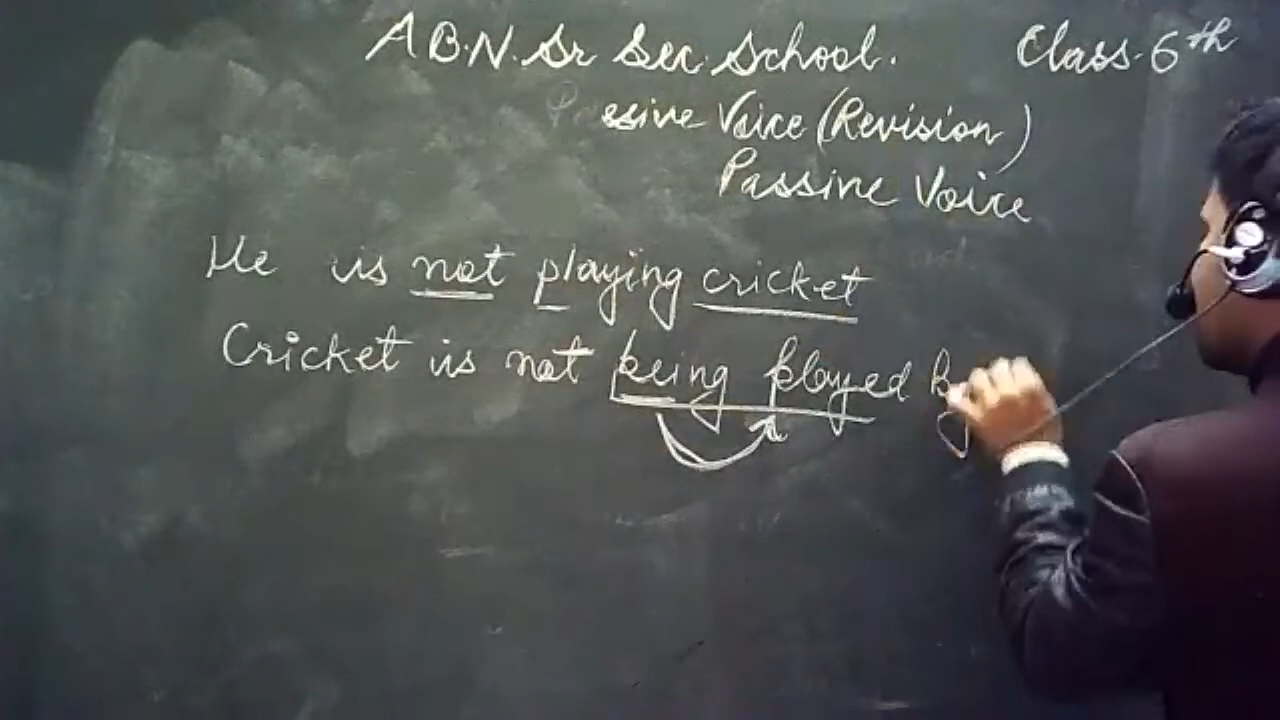 A B.N. Sr Sec. School. Class-6th
Voice (Revision)
Passive Voice
He is not playing cricket
Cricket is not being played by